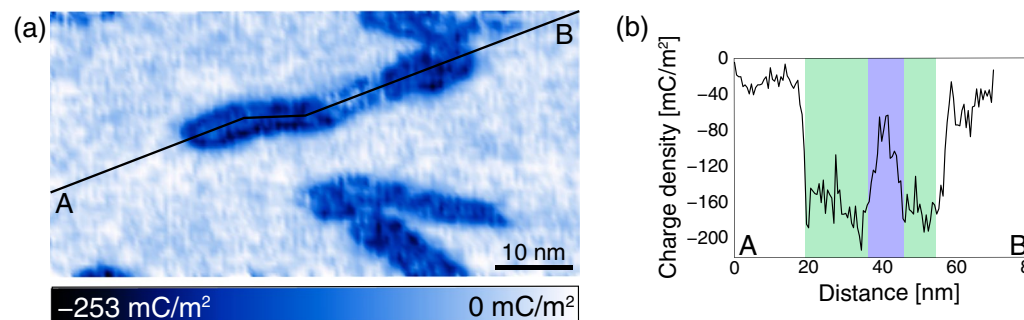 (a)
A
B
10 nm
−253 mC/m²
0 mC/m²
(b)
Charge density [mC/m²]
0
−40
−80
−120
−160
−200
A
B
0
20
40
60
8
Distance [nm]